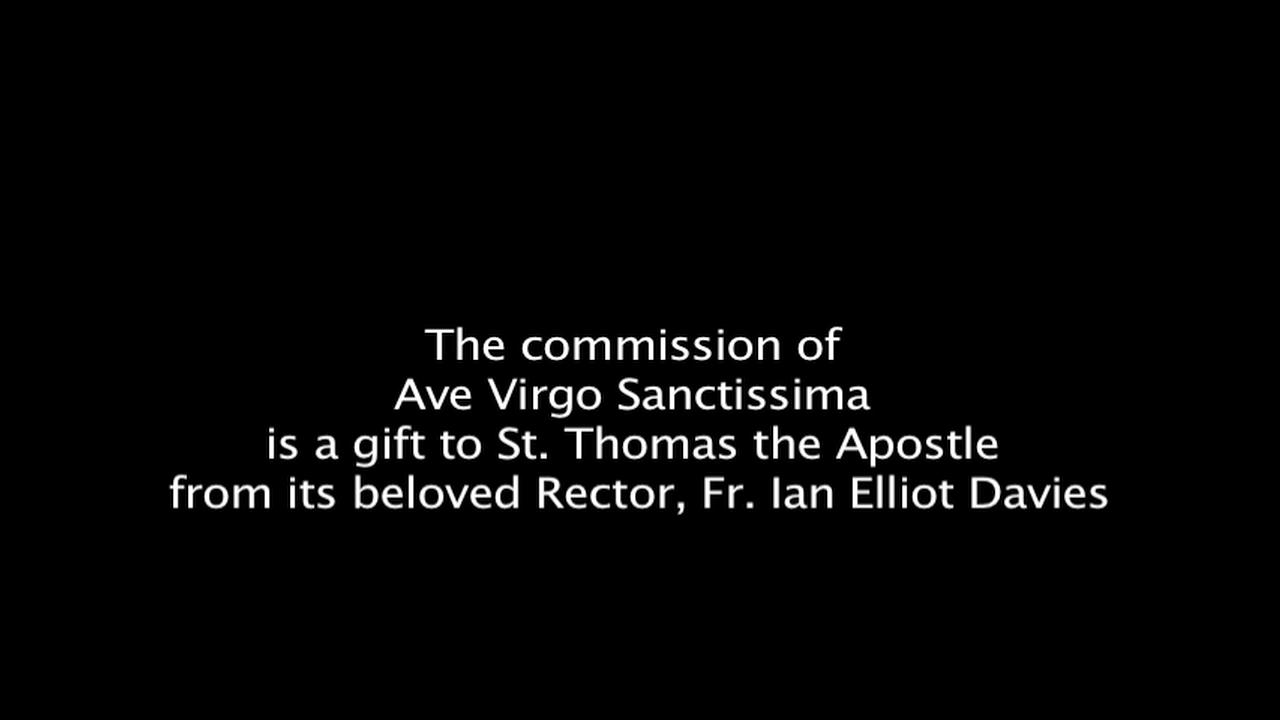 The commission of
Ave Virgo Sanctissima
is a gift to St. Thomas the Apostle
from its beloved Rector, Fr. Ian Elliot Davies